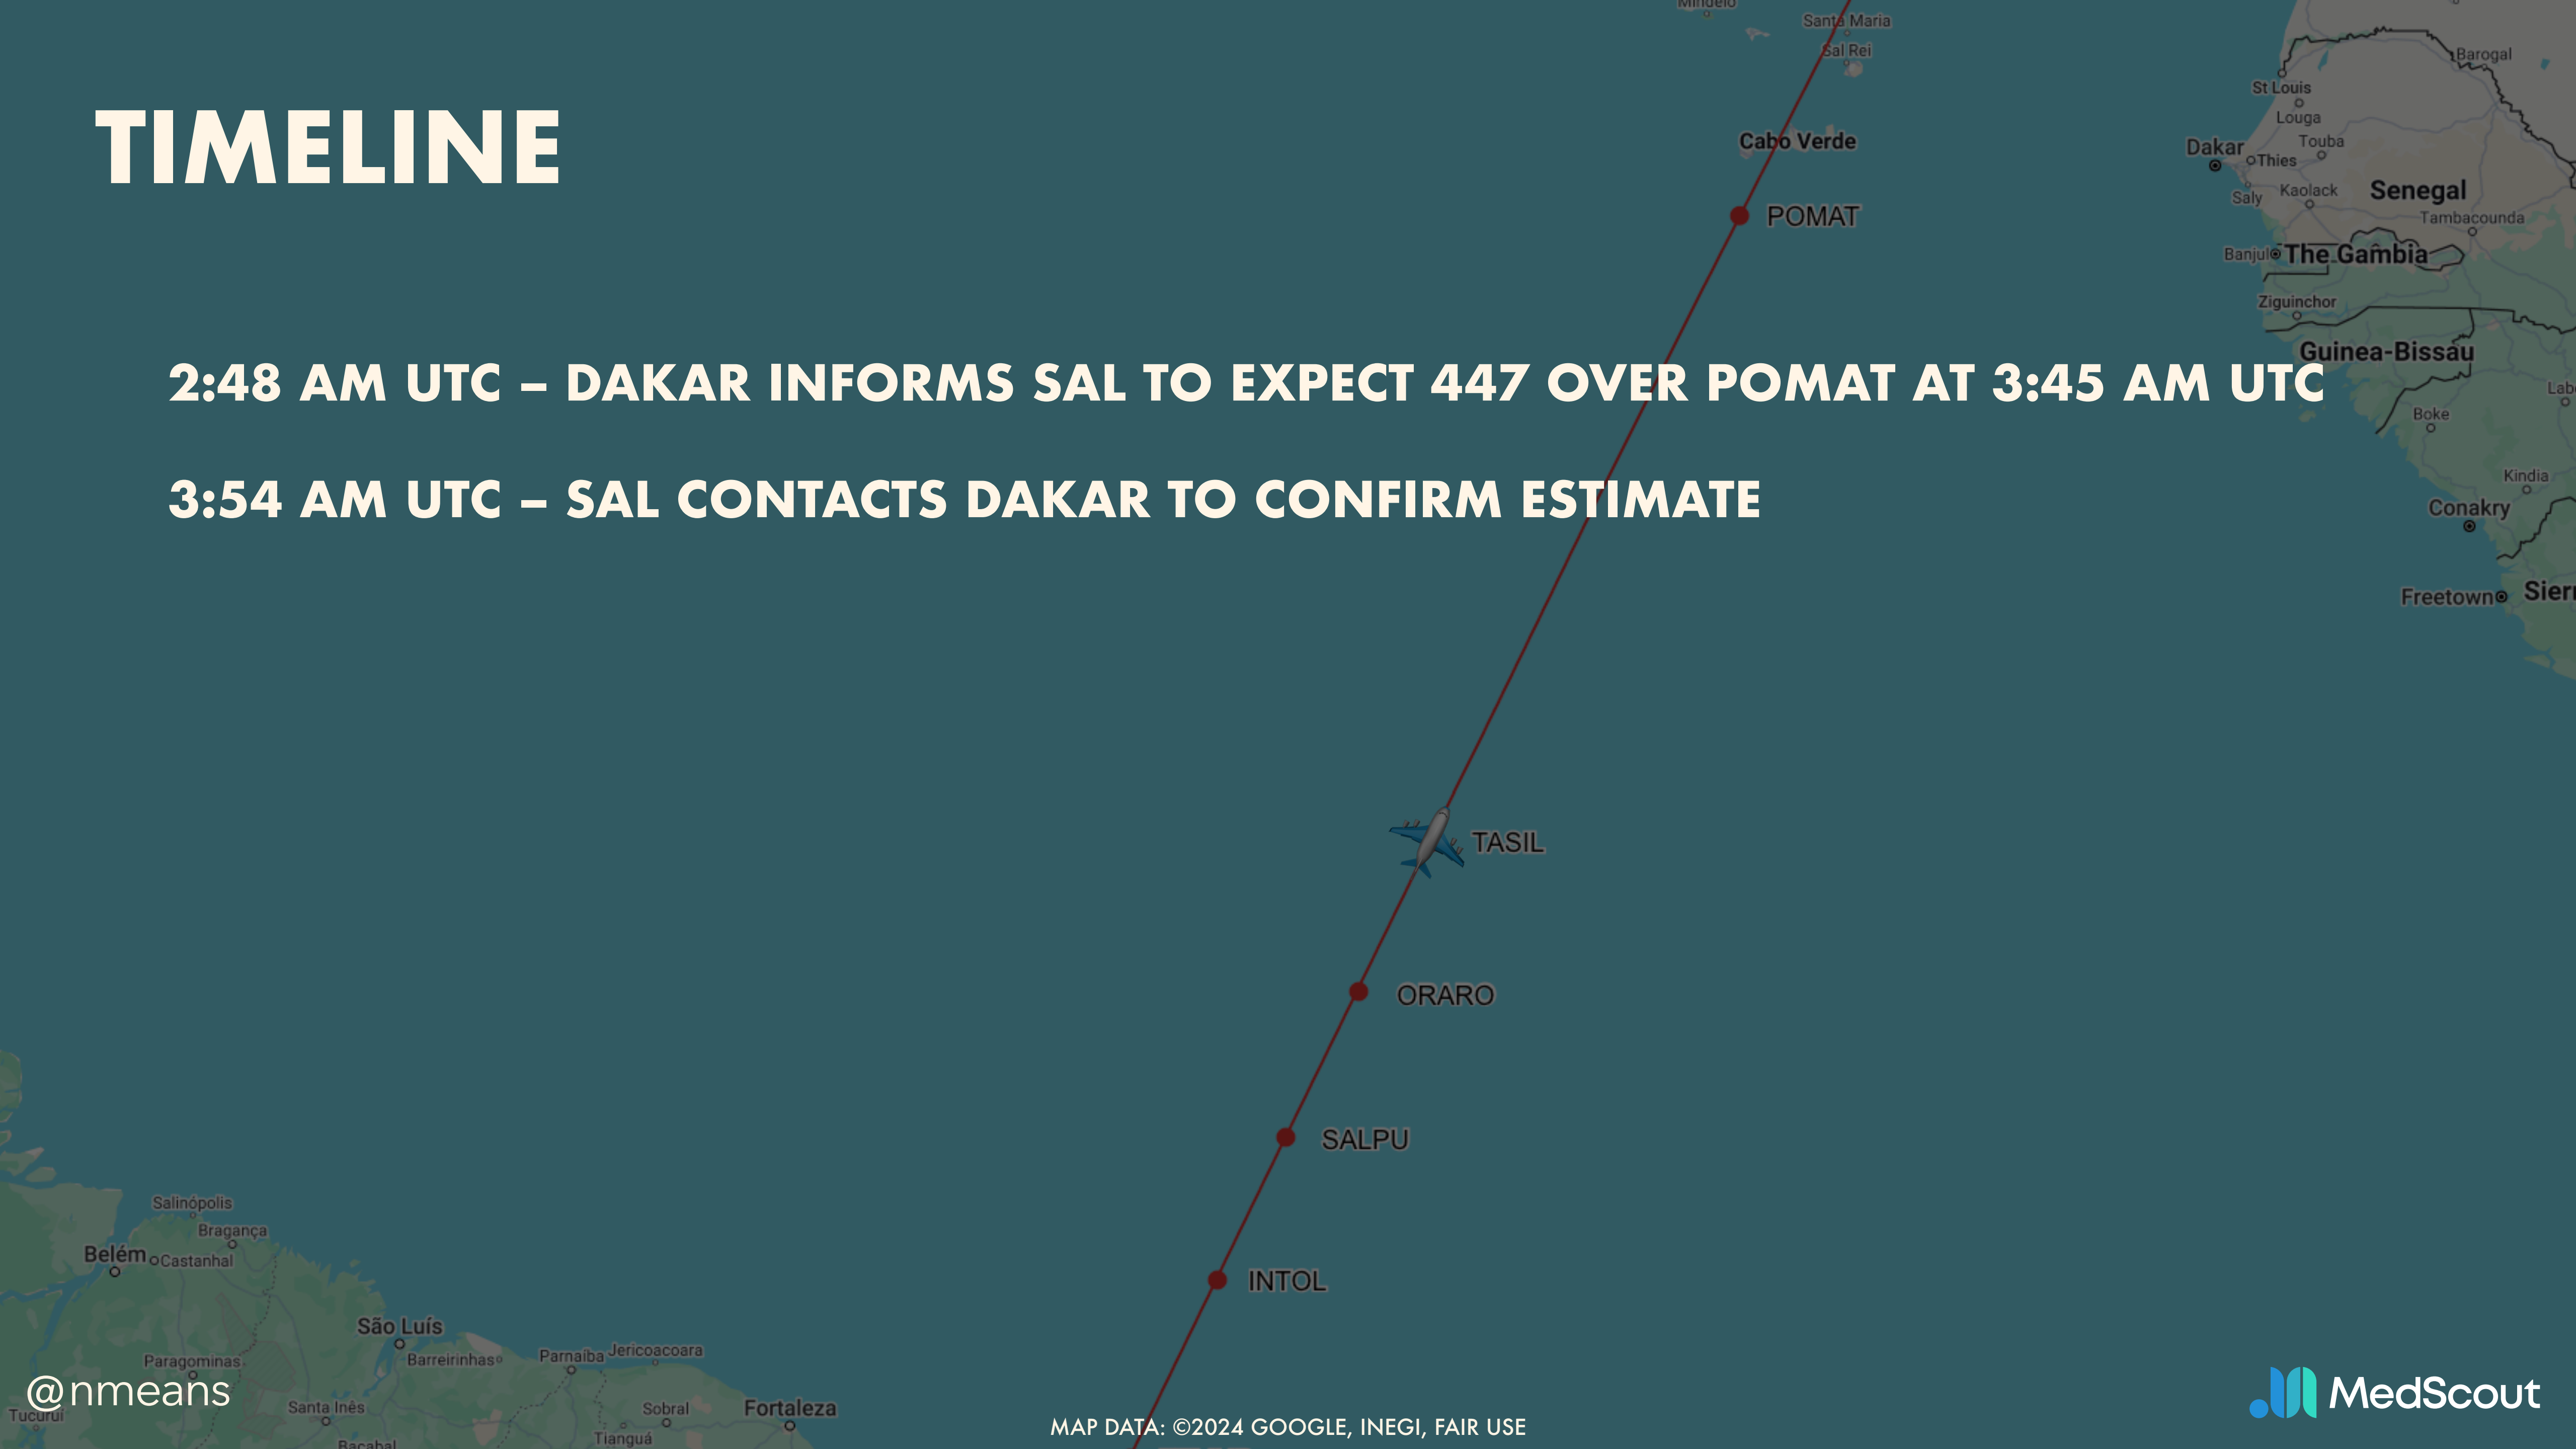 Mindelo
Santa Maria
Sal Rei
Barogal
St Louis
Louga
TIMELINE
Touba
Cabo Verde
Dakar
Thies
Kaolack
Senegal
Saly
POMAT
Tambacounda
Banjul
The Gambia
Ziguinchor
Guinea-Bissau
2:48 AM UTC – DAKAR INFORMS SAL TO EXPECT 447 OVER POMAT AT 3:45 AM UTC
Boke
Kindia
3:54 AM UTC – SAL CONTACTS DAKAR TO CONFIRM ESTIMATE
Conakry
Freetown
TASIL
ORARO
SALPU
Salinópolis
Bragança
Belém
Castanhal
INTOL
São Luís
Jericoacoara
Parnaíba
Barreirinhas
Paragominas
@nmeans
MedScout
Santa Inês
Sobral
Fortaleza
Tucuruí
MAP DATA: ©2024 GOOGLE, INEGI, FAIR USE
Tianguá
Bacabal